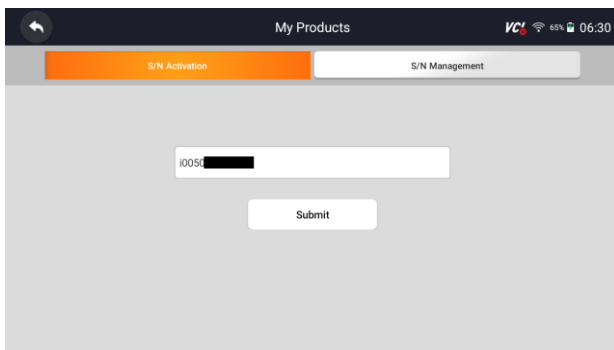 My Products
VCI 65% 06:30
S/N Activation
S/N Management
i0050
Submit